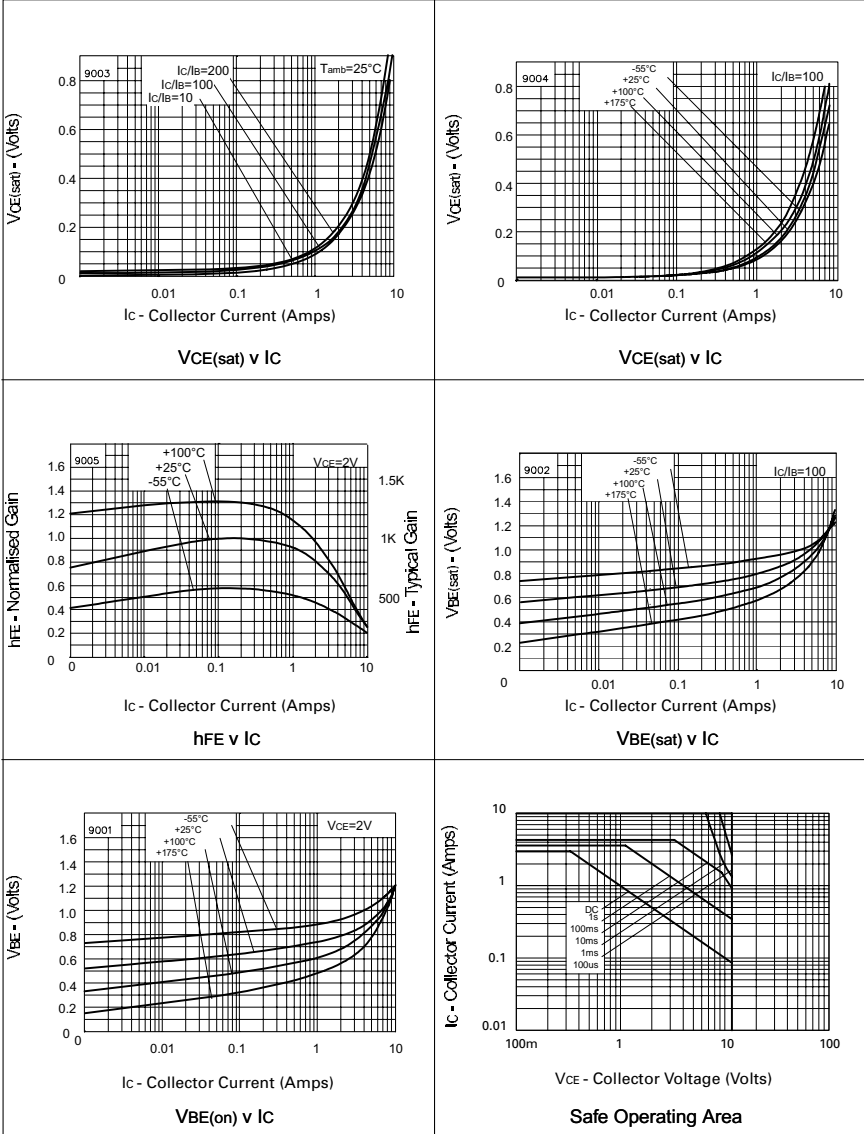 9003
IC/IB=200
IC/IB=100
IC/IB=10
Tamb=25°C
0.8
0.6
0.4
0.2
0
0.01
0.1
1
10
VCE(sat) - (Volts)
IC - Collector Current (Amps)
VCE(sat) v IC
9004
-55°C
+25°C
+100°C
+175°C
IC/IB=100
0.8
0.6
0.4
0.2
0
0.01
0.1
1
10
VCE(sat) - (Volts)
IC - Collector Current (Amps)
VCE(sat) v IC
9005
+100°C
+25°C
-55°C
VCE=2V
1.6
1.4
1.2
1.0
0.8
0.6
0.4
0.2
0
1.5K
1K
500
0.01
0.1
1
10
hFE - Normalised Gain
hFE - Typical Gain
IC - Collector Current (Amps)
hFE v IC
9002
-55°C
+25°C
+100°C
+175°C
IC/IB=100
1.6
1.4
1.2
1.0
0.8
0.6
0.4
0.2
0
0.01
0.1
1
10
VBE(sat) - (Volts)
IC - Collector Current (Amps)
VBE(sat) v IC
9001
-55°C
+25°C
+100°C
+175°C
VCE=2V
1.6
1.4
1.2
1.0
0.8
0.6
0.4
0.2
0
0.01
0.1
1
10
VBE - (Volts)
IC - Collector Current (Amps)
VBE(on) v IC
10
1
0.1
0.01
DC
1s
100ms
10ms
1ms
100us
100m
1
10
100
IC - Collector Current (Amps)
VCE - Collector Voltage (Volts)
Safe Operating Area